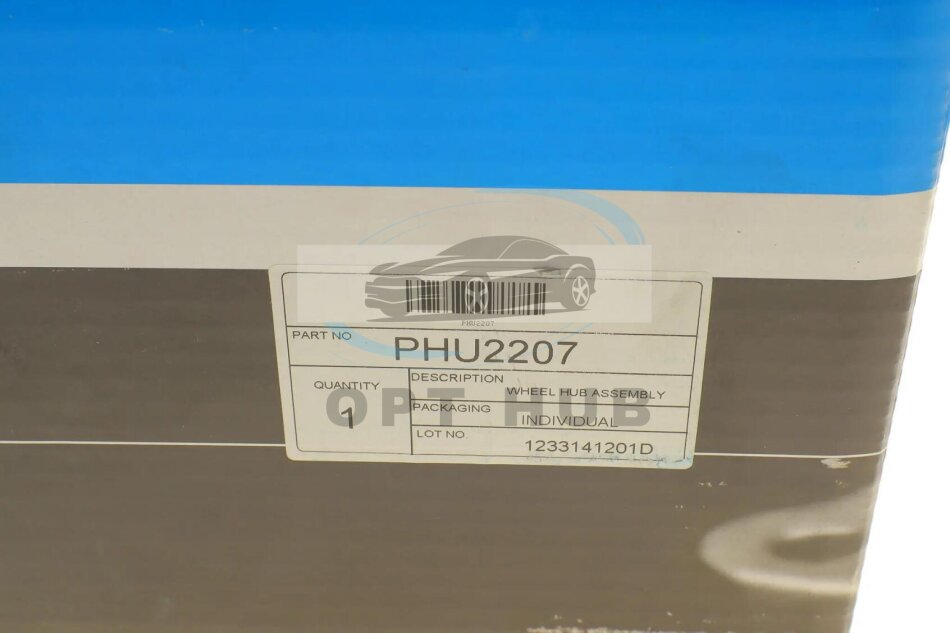 PHU2207
PART NO
PHU2207
QUANTITY
1
DESCRIPTION
WHEEL HUB ASSEMBLY
PACKAGING
INDIVIDUAL
LOT NO.
1233141201D
OPT HUB